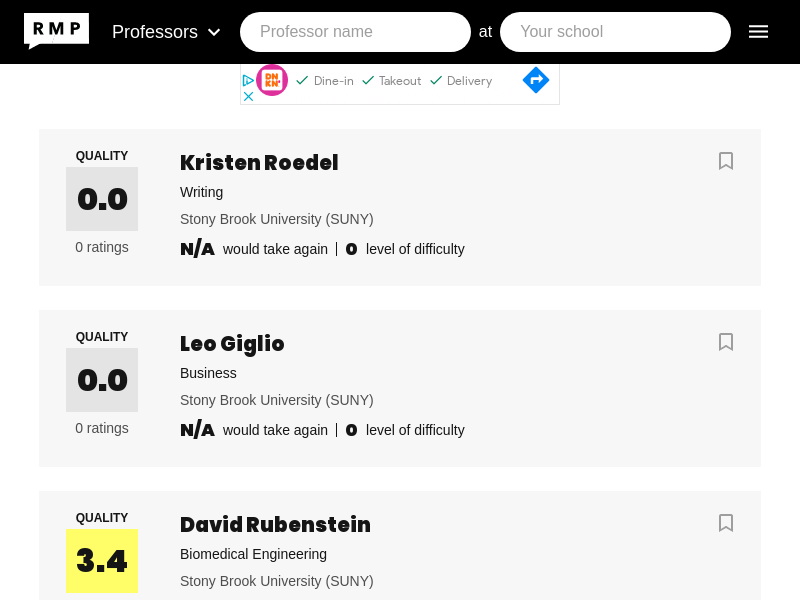 RMP Professors Professor name at Your school
DN
KN' Dine-in Takeout Delivery
QUALITY
0.0
0 ratings
Kristen Roedel
Writing
Stony Brook University (SUNY)
N/A would take again 0 level of difficulty
QUALITY
0.0
0 ratings
Leo Giglio
Business
Stony Brook University (SUNY)
N/A would take again 0 level of difficulty
QUALITY
3.4
David Rubenstein
Biomedical Engineering
Stony Brook University (SUNY)